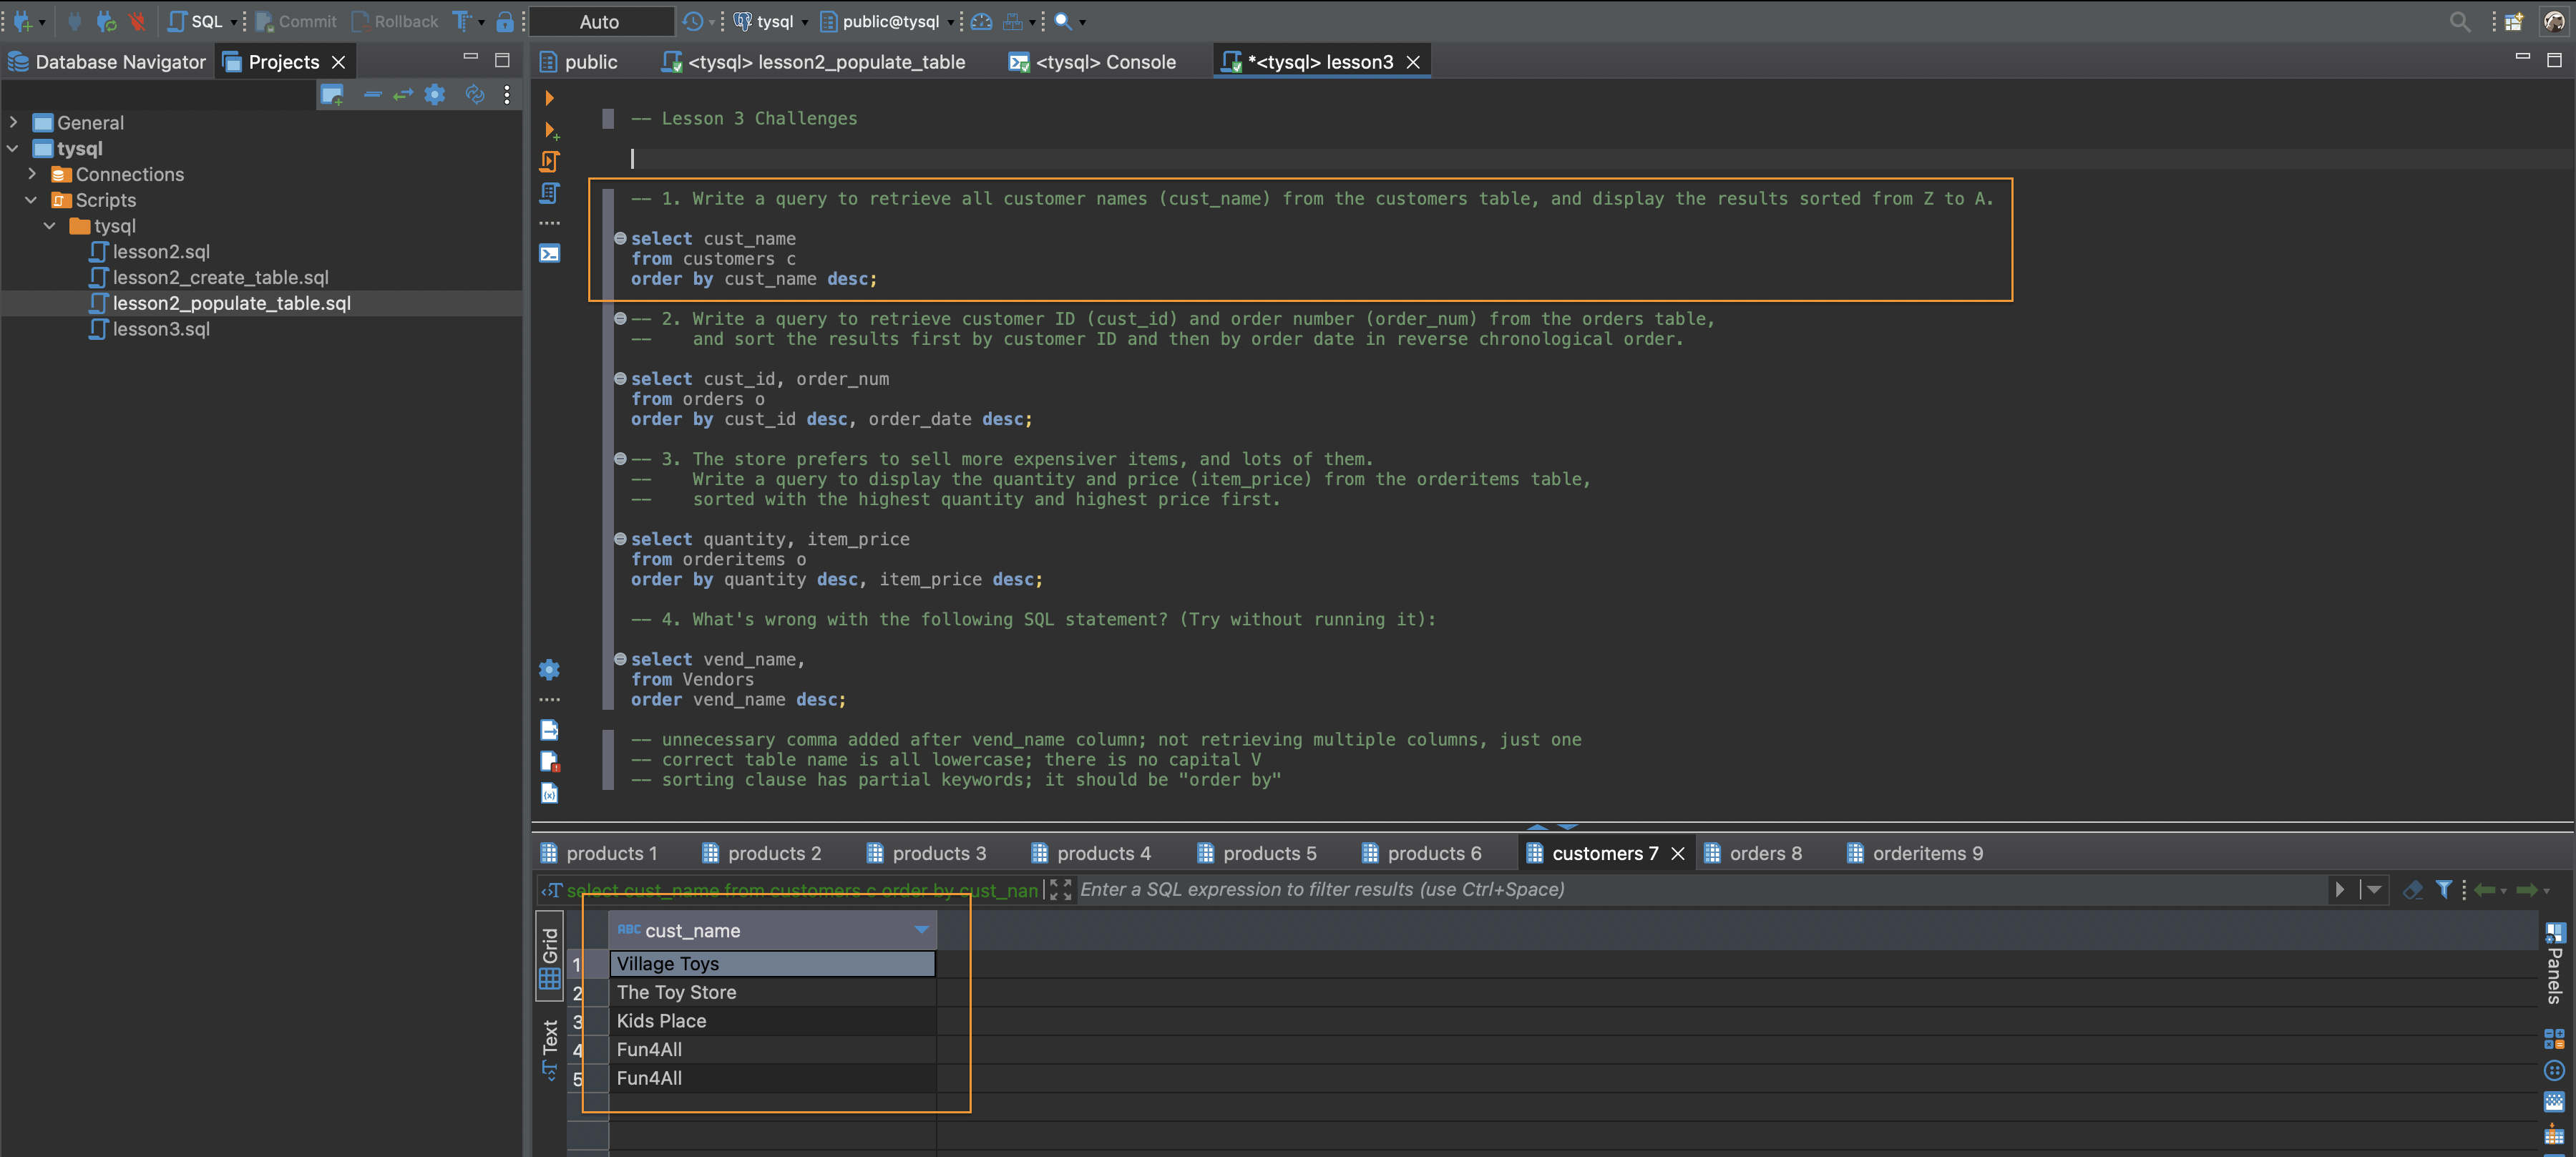 SQL Commit Rollback Auto tysql public@tysql
Database Navigator Projects
public <tysql> lesson2_populate_table <tysql> Console *<tysql> lesson3
General
tysql
Connections
Scripts
tysql
lesson2.sql
lesson2_create_table.sql
lesson2_populate_table.sql
lesson3.sql
-- Lesson 3 Challenges
-- 1. Write a query to retrieve all customer names (cust_name) from the customers table, and display the results sorted from Z to A.
select cust_name
from customers c
order by cust_name desc;
-- 2. Write a query to retrieve customer ID (cust_id) and order number (order_num) from the orders table,
-- and sort the results first by customer ID and then by order date in reverse chronological order.
select cust_id, order_num
from orders o
order by cust_id desc, order_date desc;
-- 3. The store prefers to sell more expensiver items, and lots of them.
-- Write a query to display the quantity and price (item_price) from the orderitems table,
-- sorted with the highest quantity and highest price first.
select quantity, item_price
from orderitems o
order by quantity desc, item_price desc;
-- 4. What's wrong with the following SQL statement? (Try without running it):
select vend_name,
from Vendors
order vend_name desc;
-- unnecessary comma added after vend_name column; not retrieving multiple columns, just one
-- correct table name is all lowercase; there is no capital V
-- sorting clause has partial keywords; it should be "order by"
products 1 products 2 products 3 products 4 products 5 products 6 customers 7 orders 8 orderitems 9
select cust_name from customers c order by cust_nan Enter a SQL expression to filter results (use Ctrl+Space)
Grid
Text
ABC cust_name
1 Village Toys
2 The Toy Store
3 Kids Place
4 Fun4All
5 Fun4All
Panels